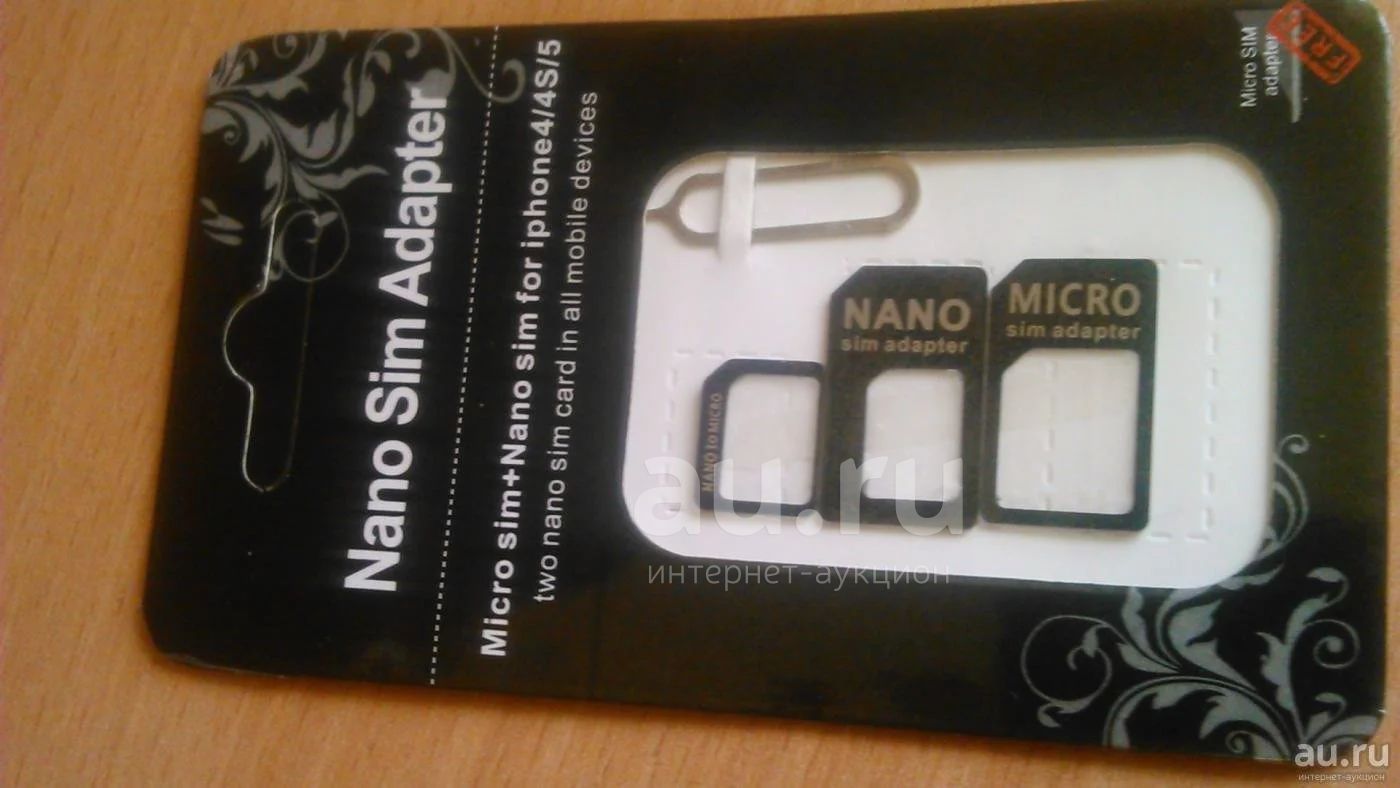 Nano Sim Adapter
Micro sim+Nano sim for iphone4/4S/5
two nano sim card in all mobile devices
Micro SIM
adapter
FREE
NANO
sim adapter
MICRO
sim adapter
NANO to MICRO
au.ru
интернет-аукцион
au.ru
интернет-аукцион